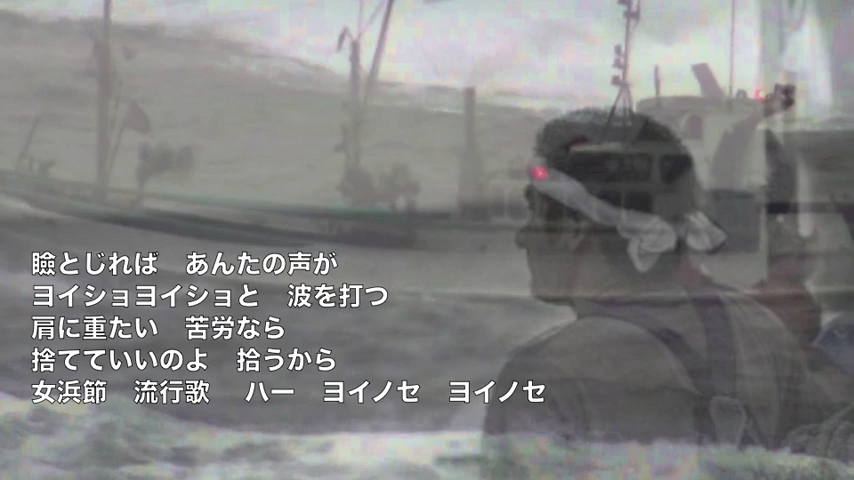 瞼とじれば　あんたの声が
ヨイショヨイショと　波を打つ
肩に重たい　苦労なら
捨てていいのよ　拾うから
女浜節　流行歌　ハー　ヨイノセ　ヨイノセ